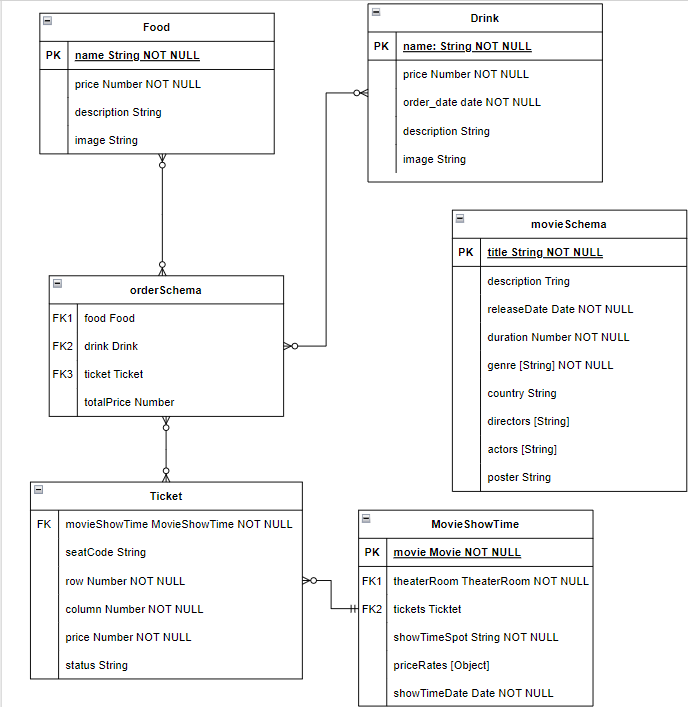 Food
PK name String NOT NULL
price Number NOT NULL
description String
image String
Drink
PK name: String NOT NULL
price Number NOT NULL
order_date date NOT NULL
description String
image String
movieSchema
PK title String NOT NULL
description Tring
releaseDate Date NOT NULL
duration Number NOT NULL
genre [String] NOT NULL
country String
directors [String]
actors [String]
poster String
orderSchema
FK1 food Food
FK2 drink Drink
FK3 ticket Ticket
totalPrice Number
Ticket
FK movieShowTime MovieShowTime NOT NULL
seatCode String
row Number NOT NULL
column Number NOT NULL
price Number NOT NULL
status String
MovieShowTime
PK movie Movie NOT NULL
FK1 theaterRoom TheaterRoom NOT NULL
FK2 tickets Ticktet
showTimeSpot String NOT NULL
priceRates [Object]
showTimeDate Date NOT NULL